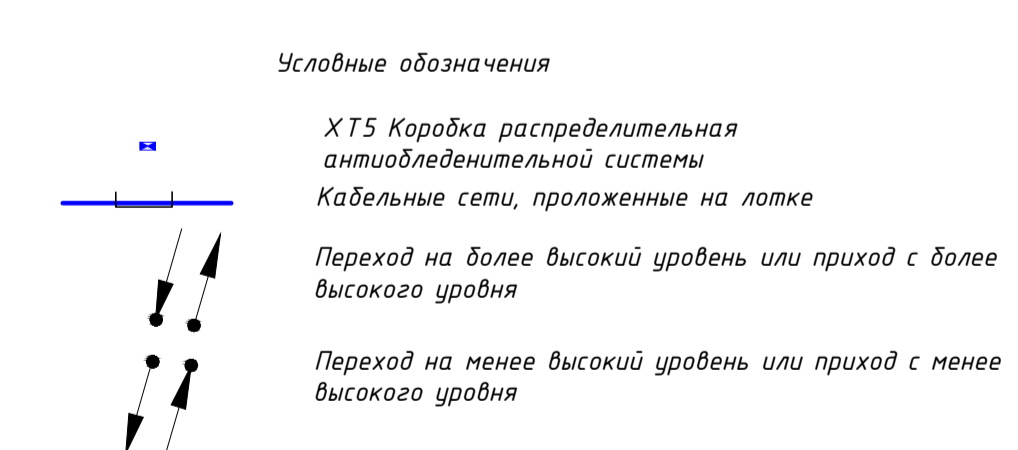 Условные обозначения
XT5 Коробка распределительная
антиобледенительной системы
Кабельные сети, проложенные на лотке
Переход на более высокий уровень или приход с более
высокого уровня
Переход на менее высокий уровень или приход с менее
высокого уровня